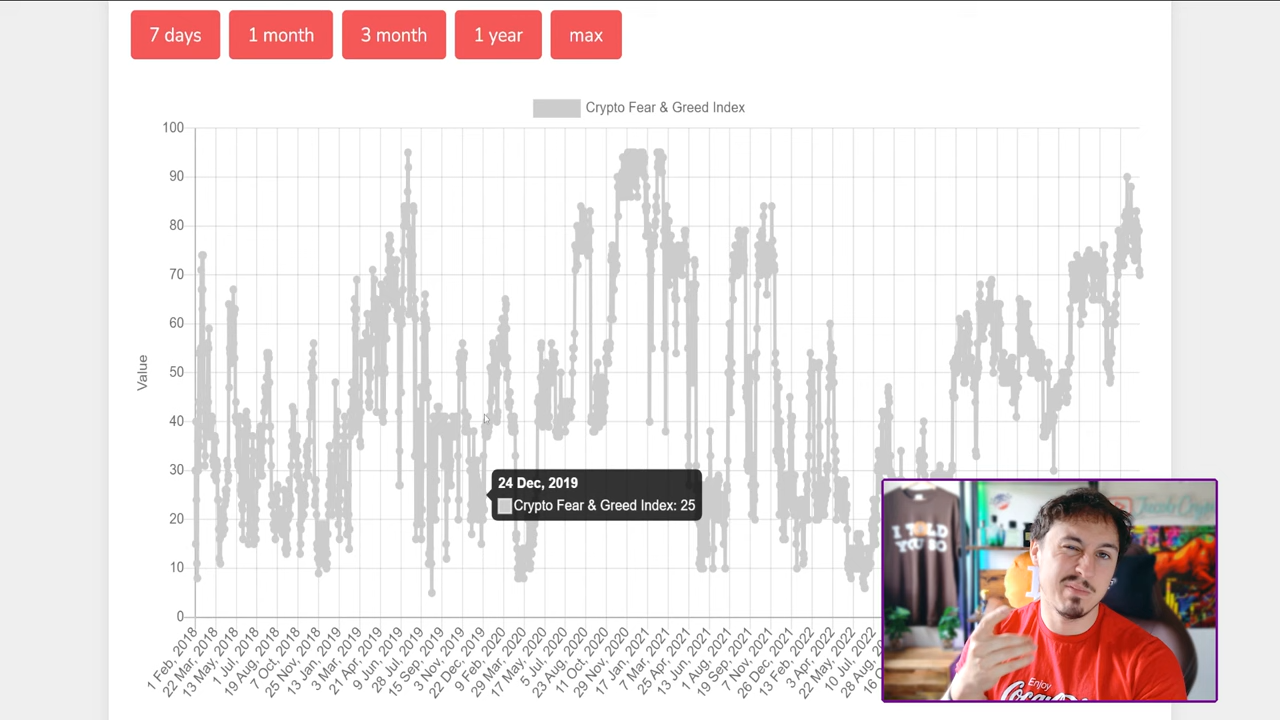 7 days 1 month 3 month 1 year max
Crypto Fear & Greed Index
100
90
80
70
60
50
40
30
20
10
0
Value
24 Dec, 2019
Crypto Fear & Greed Index: 25
1 Feb, 2018
22 Mar, 2018
13 May, 2018
1 Jul, 2018
19 Aug, 2018
7 Oct, 2018
25 Nov, 2018
13 Jan, 2019
3 Mar, 2019
21 Apr, 2019
9 Jun, 2019
28 Jul, 2019
15 Sep, 2019
3 Nov, 2019
22 Dec, 2019
9 Feb, 2020
29 Mar, 2020
17 May, 2020
5 Jul, 2020
23 Aug, 2020
11 Oct, 2020
29 Nov, 2020
17 Jan, 2021
7 Mar, 2021
25 Apr, 2021
13 Jun, 2021
1 Aug, 2021
19 Sep, 2021
7 Nov, 2021
26 Dec, 2021
13 Feb, 2022
3 Apr, 2022
22 May, 2022
10 Jul, 2022
28 Aug,
16
I TOLD
YOU SO
Enjoy